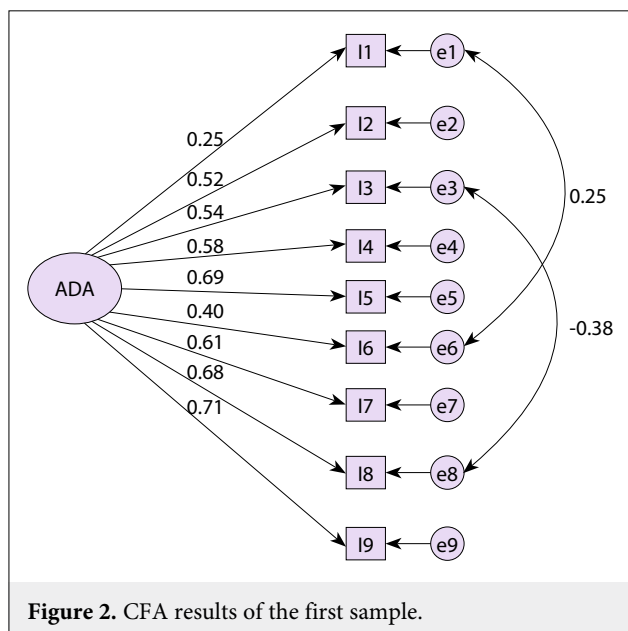 I1 e1
0.25
I2 e2
0.52
I3 e3
0.54
0.25
I4 e4
0.58
0.69
ADA
I5 e5
0.40
-0.38
I6 e6
0.61
0.68
I7 e7
0.71
I8 e8
I9 e9
Figure 2. CFA results of the first sample.